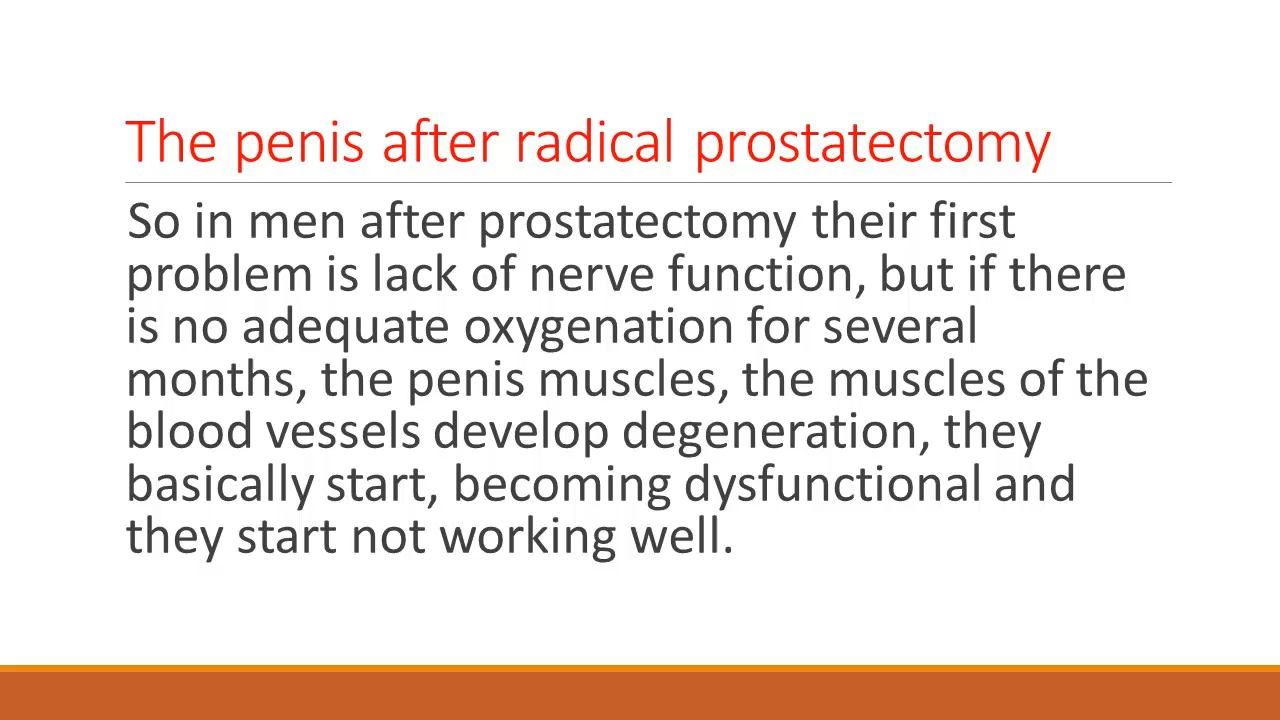 The penis after radical prostatectomy
So in men after prostatectomy their first
problem is lack of nerve function, but if there
is no adequate oxygenation for several
months, the penis muscles, the muscles of the
blood vessels develop degeneration, they
basically start, becoming dysfunctional and
they start not working well.